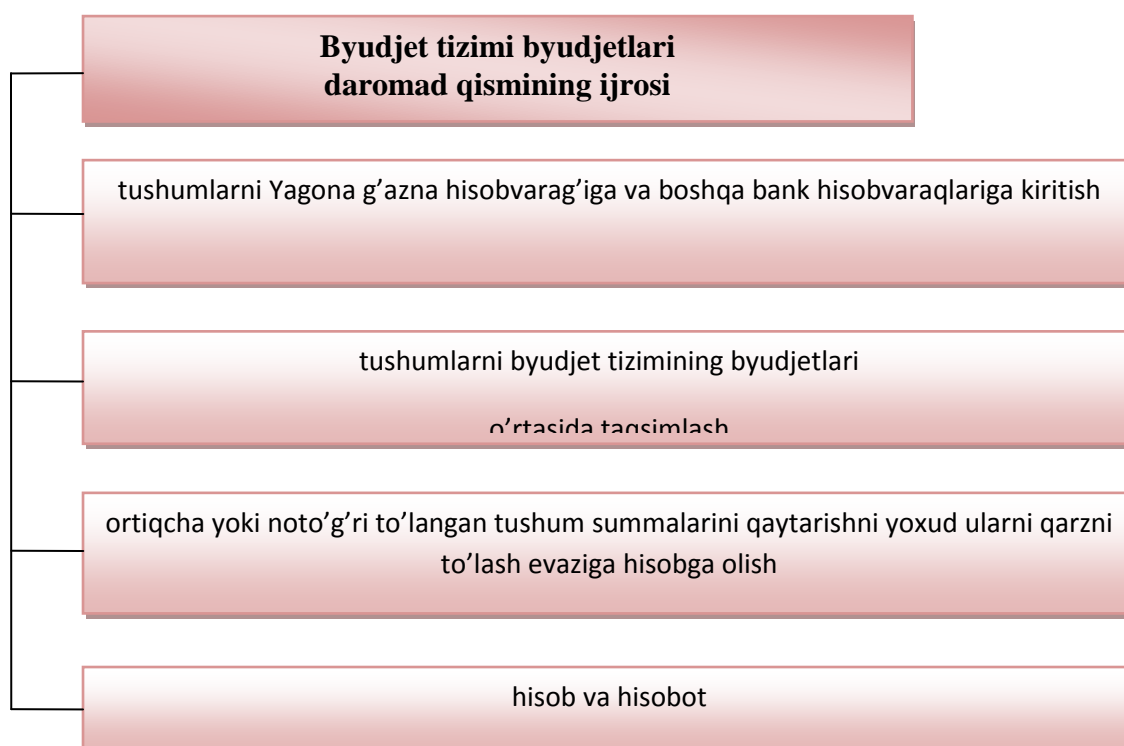 Byudjet tizimi byudjetlari
daromad qismining ijrosi
tushumlarni Yagona g’azna hisobvarag’iga va boshqa bank hisobvaraqlariga kiritish
tushumlarni byudjet tizimining byudjetlari
o’rtasida taqsimlash
ortiqcha yoki noto’g’ri to’langan tushum summalarini qaytarishni yoxud ularni qarzni
to’lash evaziga hisobga olish
hisob va hisobot